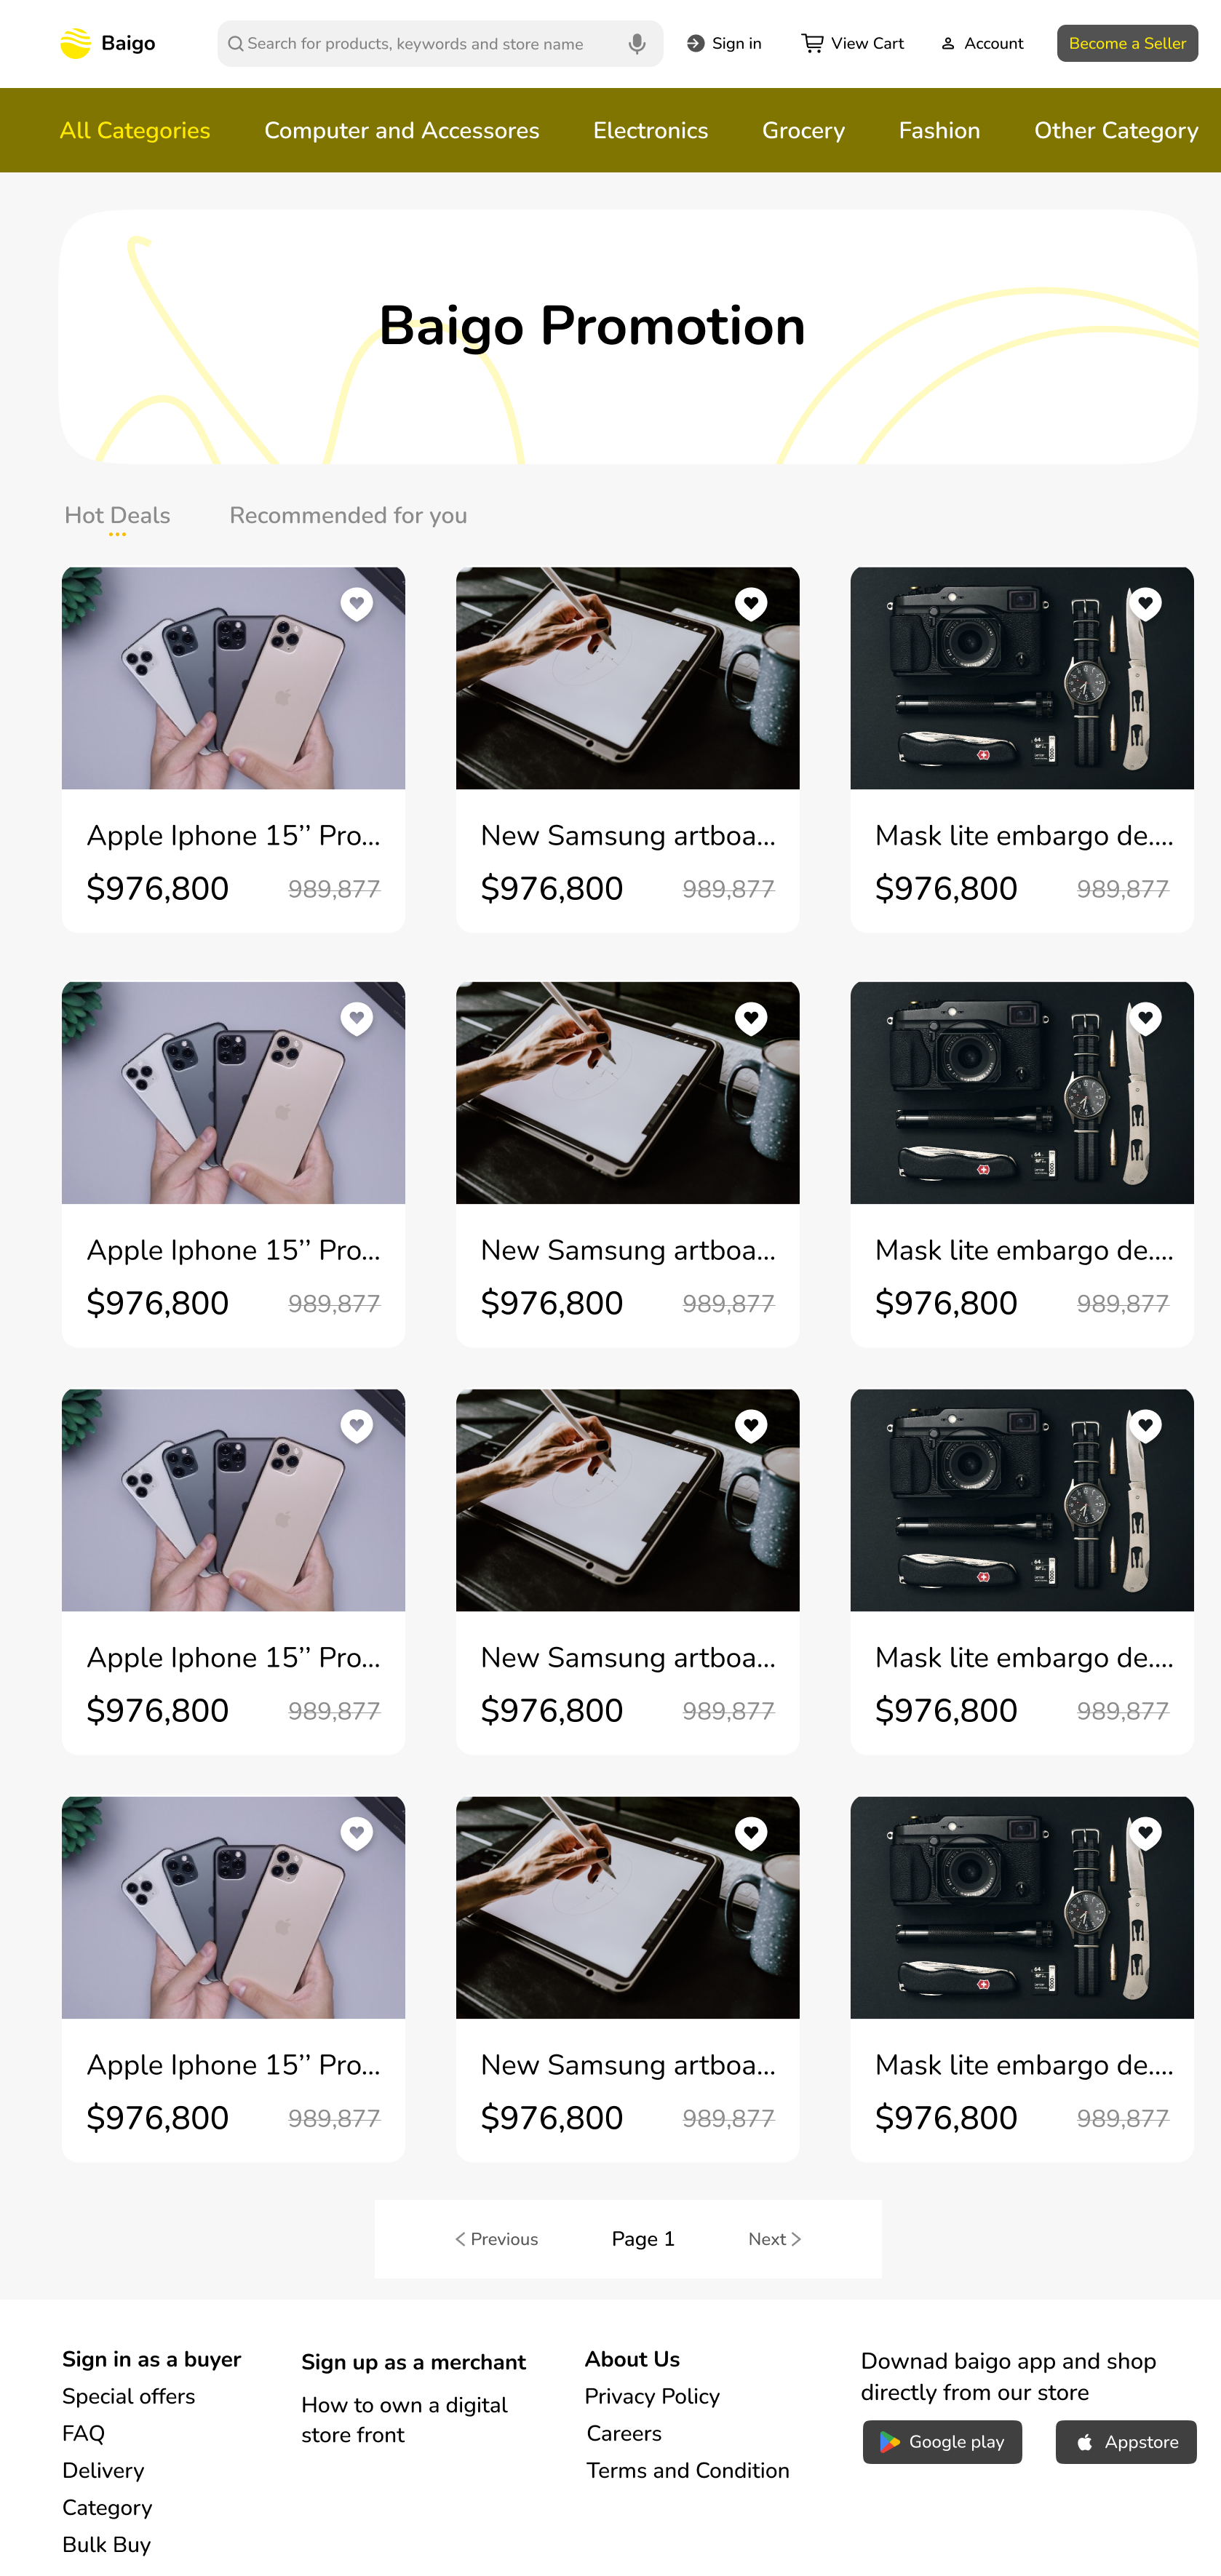 Baigo
Search for products, keywords and store name
Sign in
View Cart
Account
Become a Seller
All Categories
Computer and Accessores
Electronics
Grocery
Fashion
Other Category
Baigo Promotion
Hot Deals
Recommended for you
Apple Iphone 15’’ Pro...
$976,800 989,877
New Samsung artboa...
$976,800 989,877
Mask lite embargo de....
$976,800 989,877
Apple Iphone 15’’ Pro...
$976,800 989,877
New Samsung artboa...
$976,800 989,877
Mask lite embargo de....
$976,800 989,877
Apple Iphone 15’’ Pro...
$976,800 989,877
New Samsung artboa...
$976,800 989,877
Mask lite embargo de....
$976,800 989,877
Apple Iphone 15’’ Pro...
$976,800 989,877
New Samsung artboa...
$976,800 989,877
Mask lite embargo de....
$976,800 989,877
Previous
Page 1
Next
Sign in as a buyer
Special offers
FAQ
Delivery
Category
Bulk Buy
Sign up as a merchant
How to own a digital
store front
About Us
Privacy Policy
Careers
Terms and Condition
Downad baigo app and shop
directly from our store
Google play
Appstore